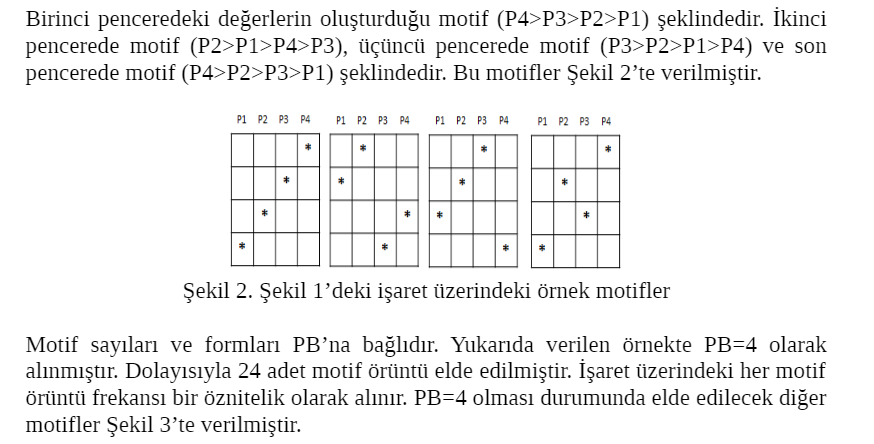 Birinci penceredeki değerlerin oluşturduğu motif (P4>P3>P2>P1) şeklindedir. İkinci
pencerede motif (P2>P1>P4>P3), üçüncü pencerede motif (P3>P2>P1>P4) ve son
pencerede motif (P4>P2>P3>P1) şeklindedir. Bu motifler Şekil 2’te verilmiştir.
P1 P2 P3 P4 P1 P2 P3 P4 P1 P2 P3 P4 P1 P2 P3 P4
* * * *
* * * *
* * * *
* * * *
Şekil 2. Şekil 1’deki işaret üzerindeki örnek motifler
Motif sayıları ve formları PB’na bağlıdır. Yukarıda verilen örnekte PB=4 olarak
alınmıştır. Dolayısıyla 24 adet motif örüntü elde edilmiştir. İşaret üzerindeki her motif
örüntü frekansı bir öznitelik olarak alınır. PB=4 olması durumunda elde edilecek diğer
motifler Şekil 3’te verilmiştir.